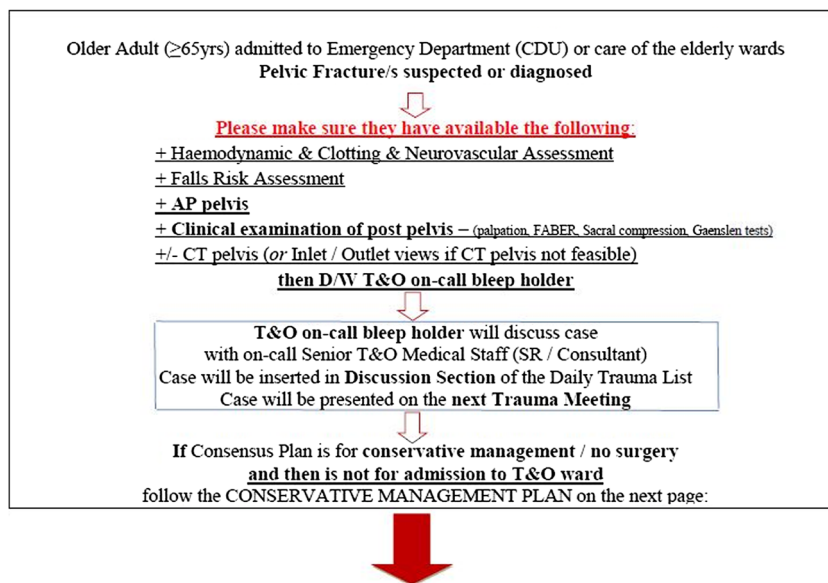 Older Adult (≥65yrs) admitted to Emergency Department (CDU) or care of the elderly wards
Pelvic Fracture/s suspected or diagnosed
Please make sure they have available the following:
+ Haemodynamic & Clotting & Neurovascular Assessment
+ Falls Risk Assessment
+ AP pelvis
+ Clinical examination of post pelvis – (palpation, FABER, Sacral compression, Gaenslen tests)
+/- CT pelvis (or Inlet / Outlet views if CT pelvis not feasible)
then D/W T&O on-call bleep holder
T&O on-call bleep holder will discuss case
with on-call Senior T&O Medical Staff (SR / Consultant)
Case will be inserted in Discussion Section of the Daily Trauma List
Case will be presented on the next Trauma Meeting
If Consensus Plan is for conservative management / no surgery
and then is not for admission to T&O ward
follow the CONSERVATIVE MANAGEMENT PLAN on the next page: